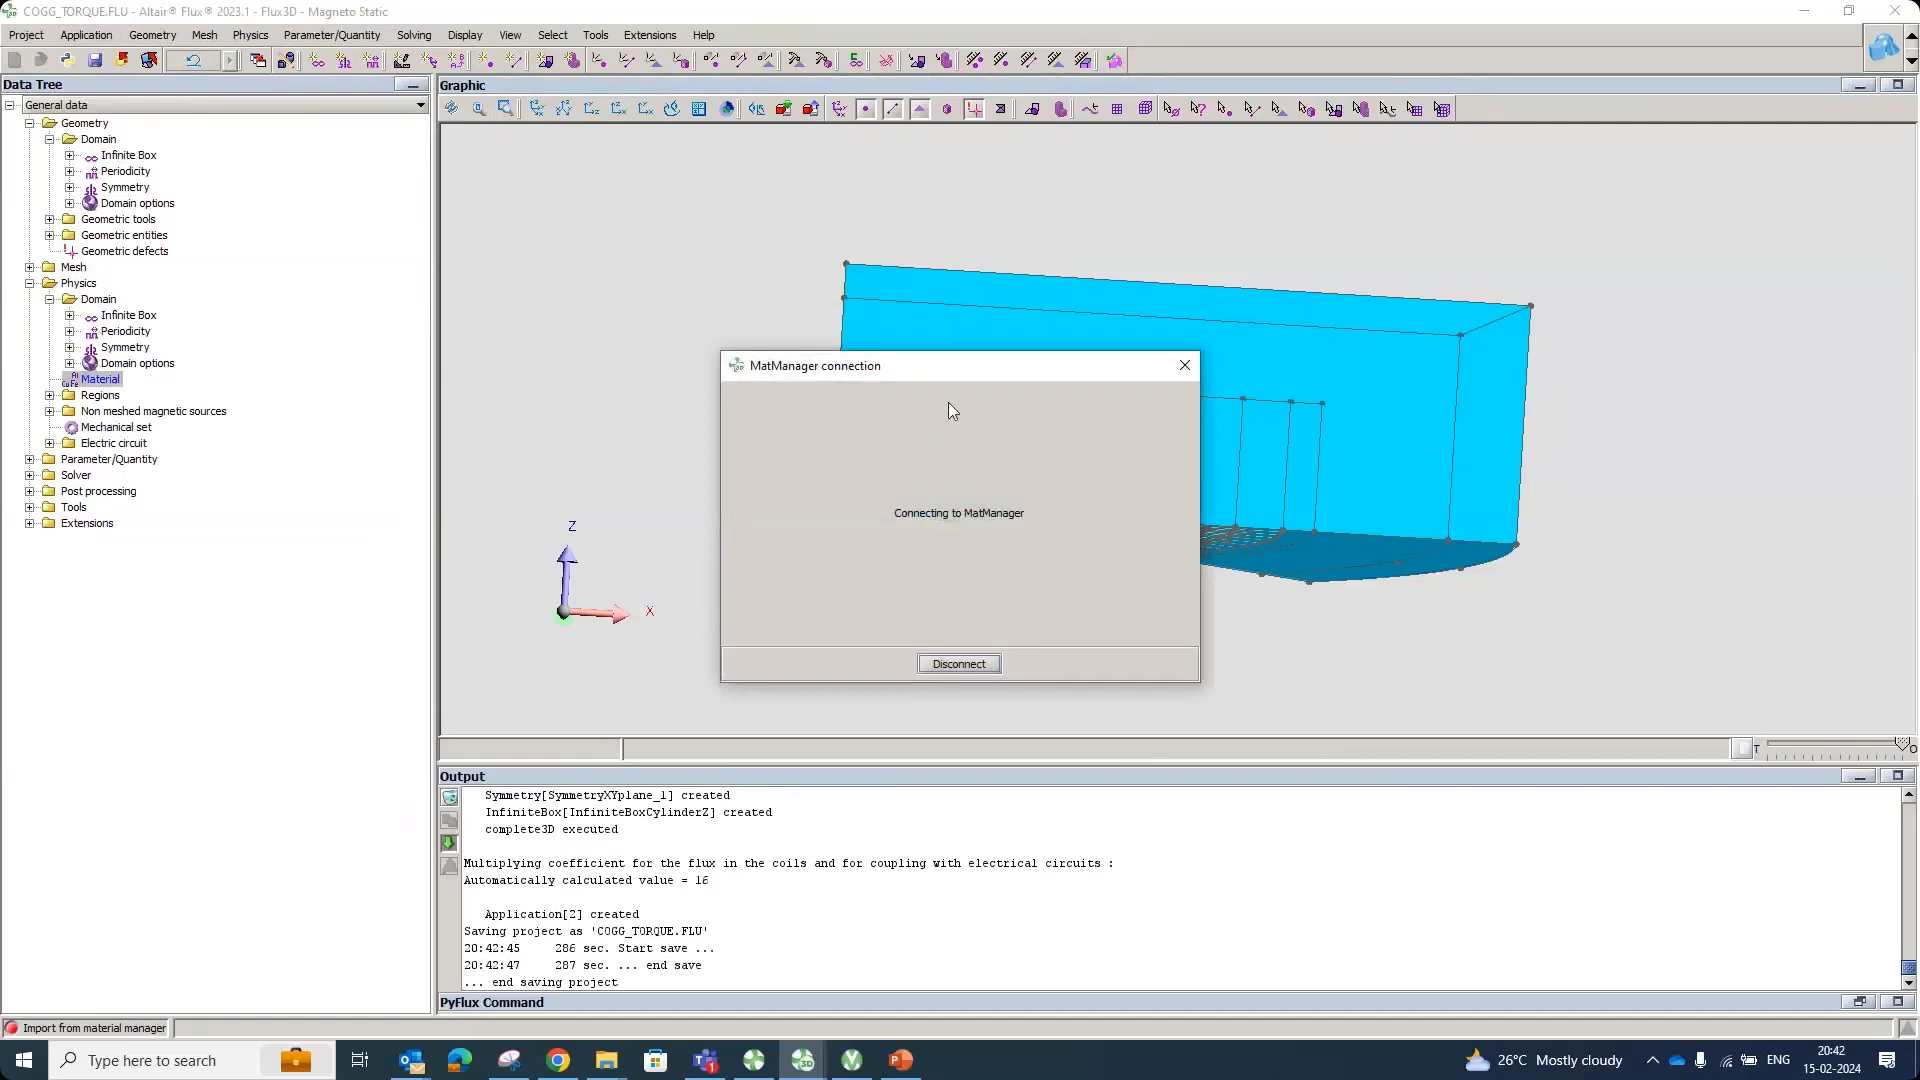 COGG_TORQUE.FLU - Altair® Flux® 2023.1 - Flux3D - Magneto Static
Project Application Geometry Mesh Physics Parameter/Quantity Solving Display View Select Tools Extensions Help
Data Tree
General data
Geometry
Domain
Infinite Box
Periodicity
Symmetry
Domain options
Geometric tools
Geometric entities
Geometric defects
Mesh
Physics
Domain
Infinite Box
Periodicity
Symmetry
Domain options
Material
Regions
Non meshed magnetic sources
Mechanical set
Electric circuit
Parameter/Quantity
Solver
Post processing
Tools
Extensions
Graphic
Z
X
MatManager connection
Connecting to MatManager
Disconnect
T
O
Output
Symmetry[SymmetryXYplane_1] created
InfiniteBox[InfiniteBoxCylinderZ] created
complete3D executed
Multiplying coefficient for the flux in the coils and for coupling with electrical circuits :
Automatically calculated value = 16
Application[2] created
Saving project as 'COGG_TORQUE.FLU'
20:42:45 286 sec. Start save ...
20:42:47 287 sec. ... end save
... end saving project
PyFlux Command
Import from material manager
Type here to search
26°C Mostly cloudy
ENG
20:42
15-02-2024